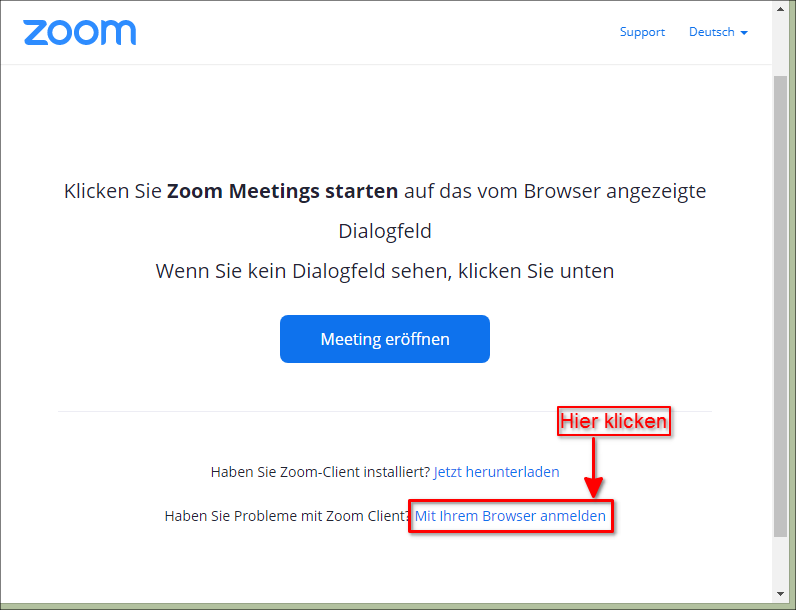 zoom
Support Deutsch
Klicken Sie Zoom Meetings starten auf das vom Browser angezeigte
Dialogfeld
Wenn Sie kein Dialogfeld sehen, klicken Sie unten
Meeting eröffnen
Hier klicken
Haben Sie Zoom-Client installiert? Jetzt herunterladen
Haben Sie Probleme mit Zoom Client? Mit Ihrem Browser anmelden